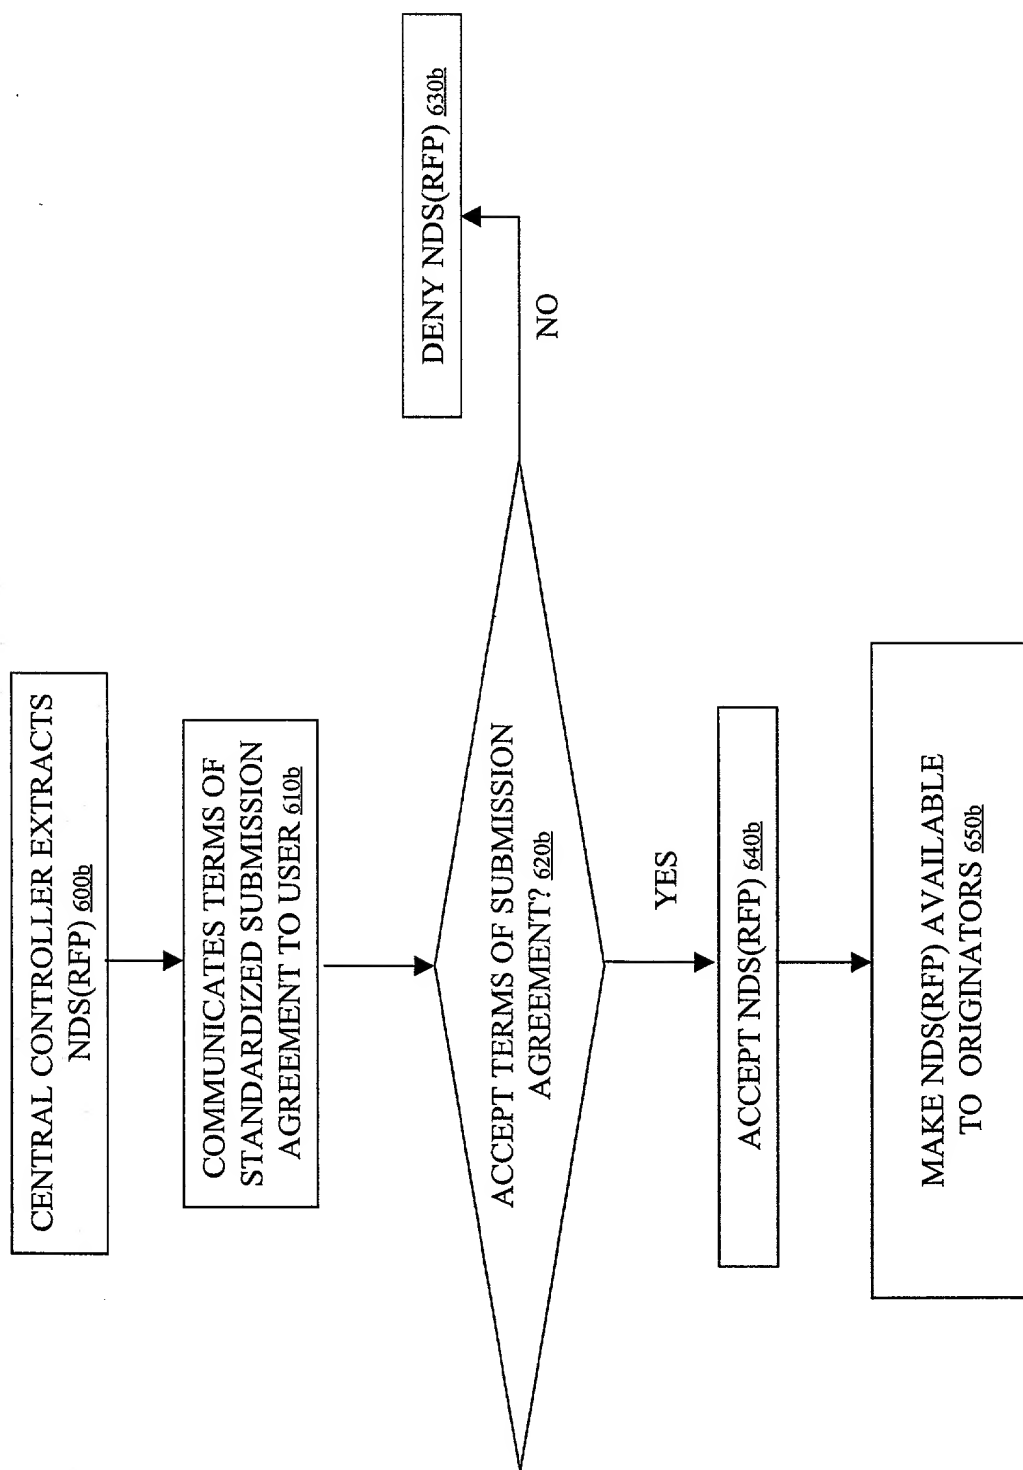 CENTRAL CONTROLLER EXTRACTS
NDS(RFP) 600b
COMMUNICATES TERMS OF
STANDARDIZED SUBMISSION
AGREEMENT TO USER 610b
ACCEPT TERMS OF SUBMISSION
AGREEMENT? 620b
NO
DENY NDS(RFP) 630b
YES
ACCEPT NDS(RFP) 640b
MAKE NDS(RFP) AVAILABLE
TO ORIGINATORS 650b